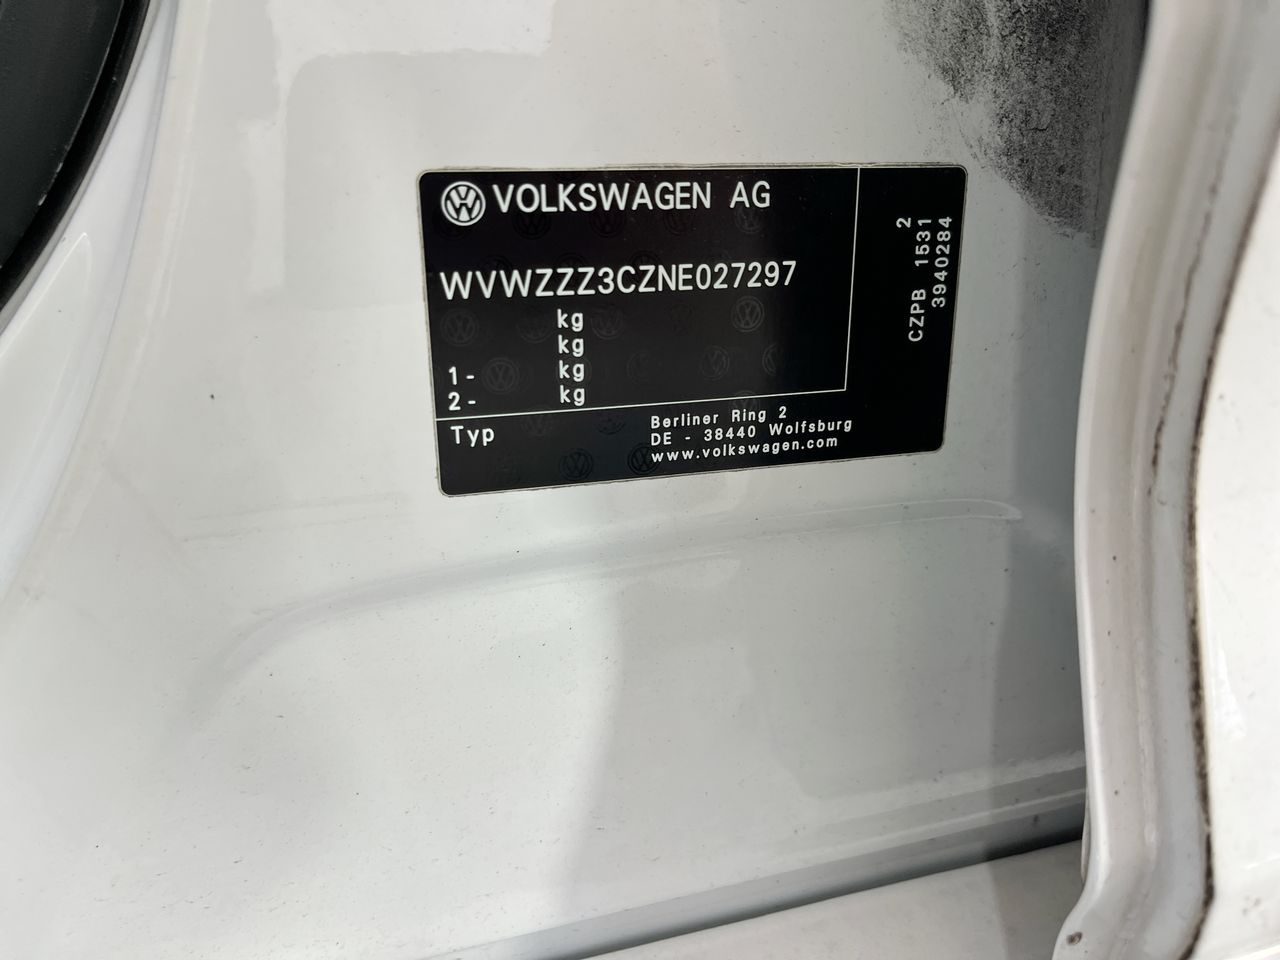 VOLKSWAGEN AG
WVWZZZ3CZNE027297
kg
kg
1- kg
2- kg
Typ
Berliner Ring 2
DE - 38440 Wolfsburg
www.volkswagen.com
2
CZPB 1531
3940284